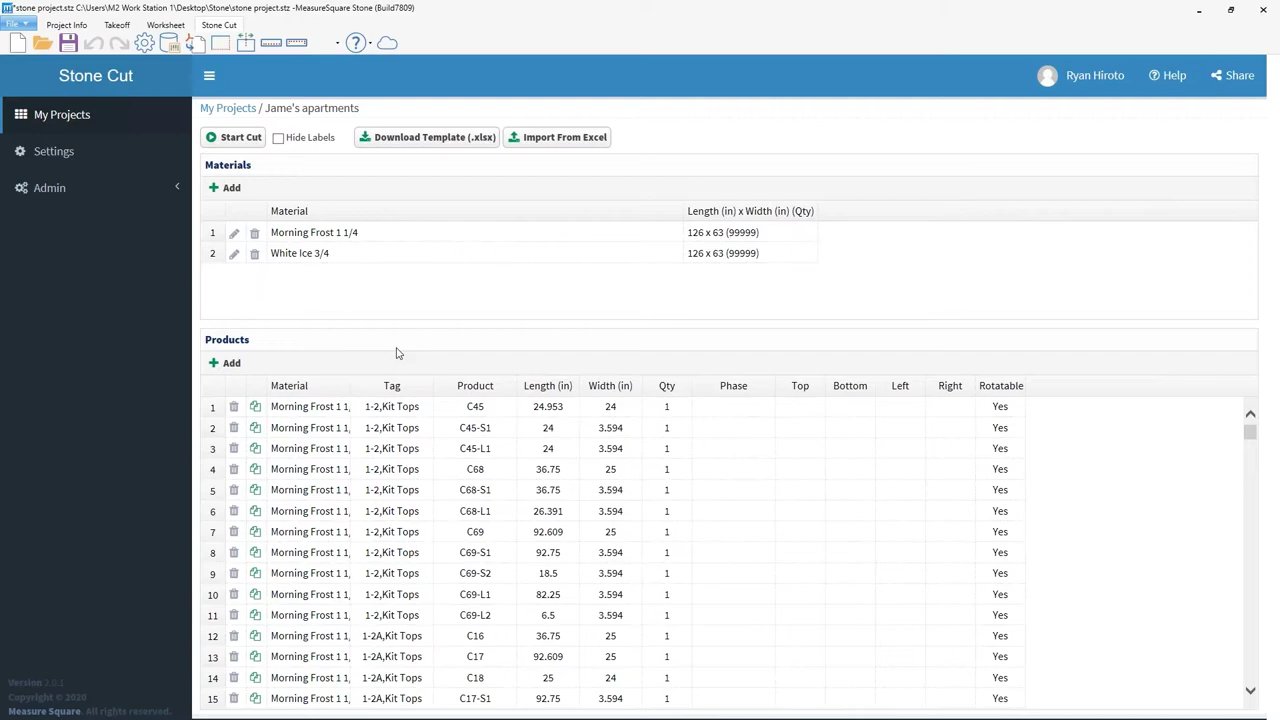 *stone project.stz C:\Users\M2 Work Station 1\Desktop\Stone\stone project.stz -MeasureSquare Stone (Build7809)
File Project Info Takeoff Worksheet Stone Cut
Stone Cut Ryan Hiroto Help Share
My Projects
Settings
Admin
My Projects / Jame's apartments
Start Cut Hide Labels Download Template (.xlsx) Import From Excel
Materials
Add
Material Length (in) x Width (in) (Qty)
1 Morning Frost 1 1/4 126 x 63 (99999)
2 White Ice 3/4 126 x 63 (99999)
Products
Add
Material Tag Product Length (in) Width (in) Qty Phase Top Bottom Left Right Rotatable
1 Morning Frost 1 1, 1-2,Kit Tops C45 24.953 24 1 Yes
2 Morning Frost 1 1, 1-2,Kit Tops C45-S1 24 3.594 1 Yes
3 Morning Frost 1 1, 1-2,Kit Tops C45-L1 24 3.594 1 Yes
4 Morning Frost 1 1, 1-2,Kit Tops C68 36.75 25 1 Yes
5 Morning Frost 1 1, 1-2,Kit Tops C68-S1 36.75 3.594 1 Yes
6 Morning Frost 1 1, 1-2,Kit Tops C68-L1 26.391 3.594 1 Yes
7 Morning Frost 1 1, 1-2,Kit Tops C69 92.609 25 1 Yes
8 Morning Frost 1 1, 1-2,Kit Tops C69-S1 92.75 3.594 1 Yes
9 Morning Frost 1 1, 1-2,Kit Tops C69-S2 18.5 3.594 1 Yes
10 Morning Frost 1 1, 1-2,Kit Tops C69-L1 82.25 3.594 1 Yes
11 Morning Frost 1 1, 1-2,Kit Tops C69-L2 6.5 3.594 1 Yes
12 Morning Frost 1 1, 1-2A,Kit Tops C16 36.75 25 1 Yes
13 Morning Frost 1 1, 1-2A,Kit Tops C17 92.609 25 1 Yes
14 Morning Frost 1 1, 1-2A,Kit Tops C18 25 24 1 Yes
15 Morning Frost 1 1, 1-2A,Kit Tops C17-S1 92.75 3.594 1 Yes
Version 2.0.1
Copyright © 2020
Measure Square. All rights reserved.